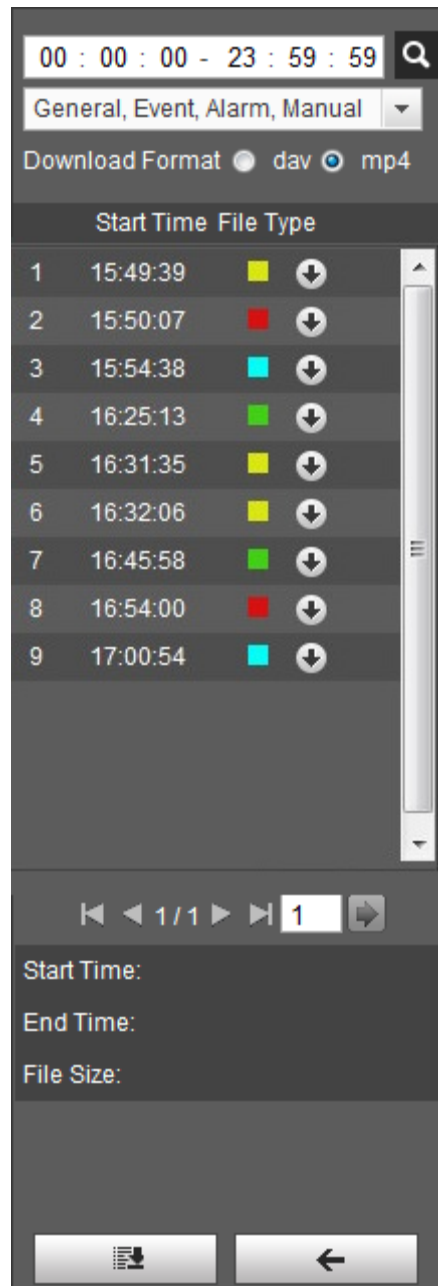 00 : 00 : 00 - 23 : 59 : 59
General, Event, Alarm, Manual
Download Format dav mp4
Start Time File Type
1 15:49:39
2 15:50:07
3 15:54:38
4 16:25:13
5 16:31:35
6 16:32:06
7 16:45:58
8 16:54:00
9 17:00:54
1 / 1 1
Start Time:
End Time:
File Size: